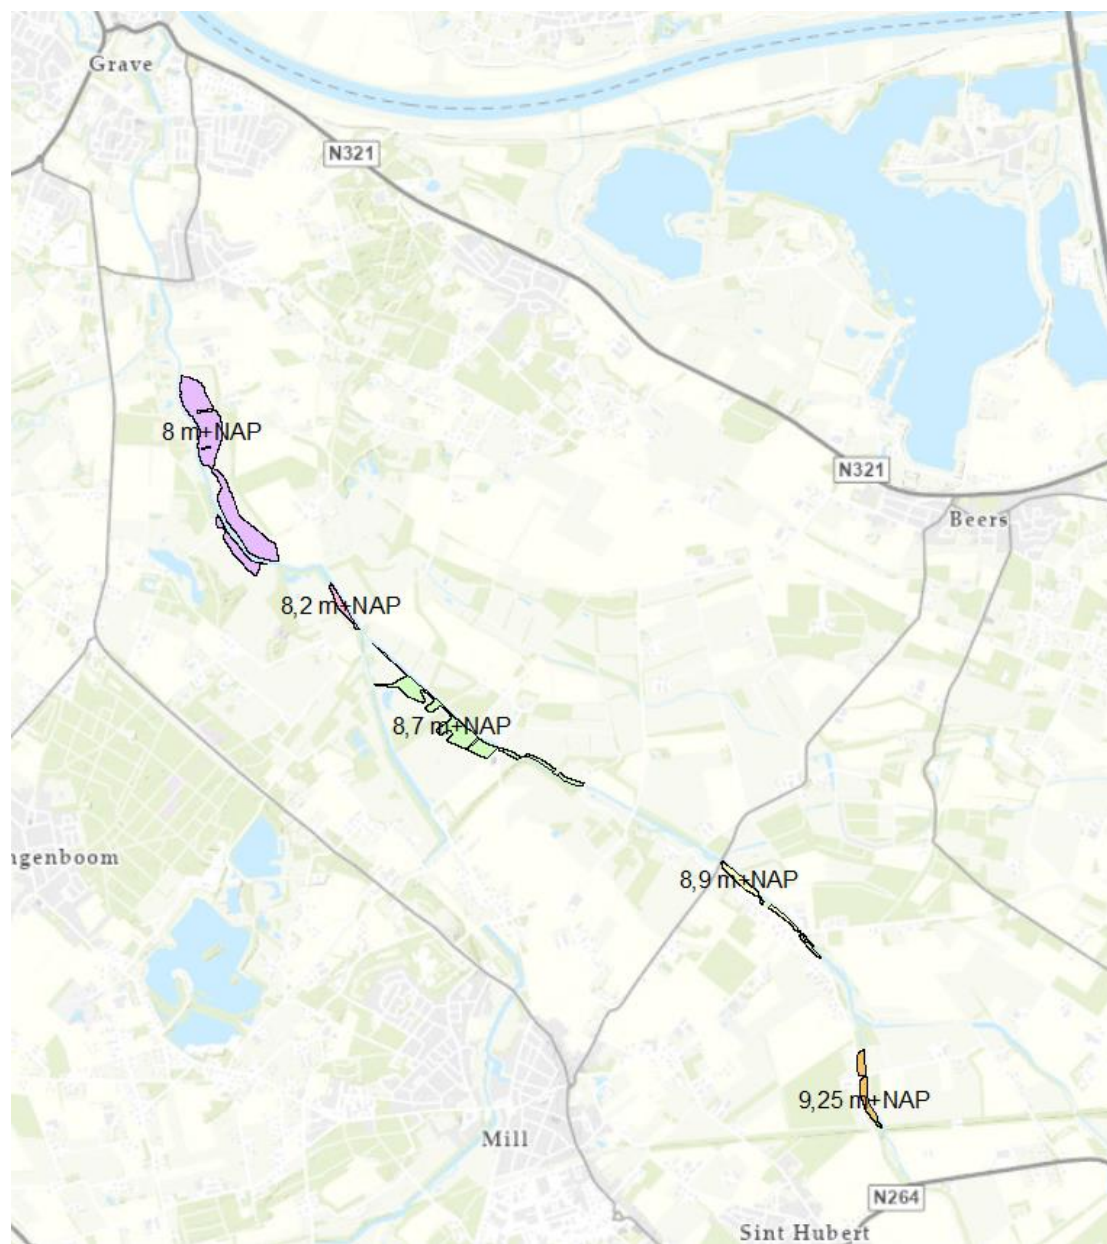 Grave
N321
8 m+NAP
N321
Beers
8,2 m+NAP
8,7 m+NAP
ngenboom
8,9 m+NAP
9,25 m+NAP
Mill
N264
Sint Hubert